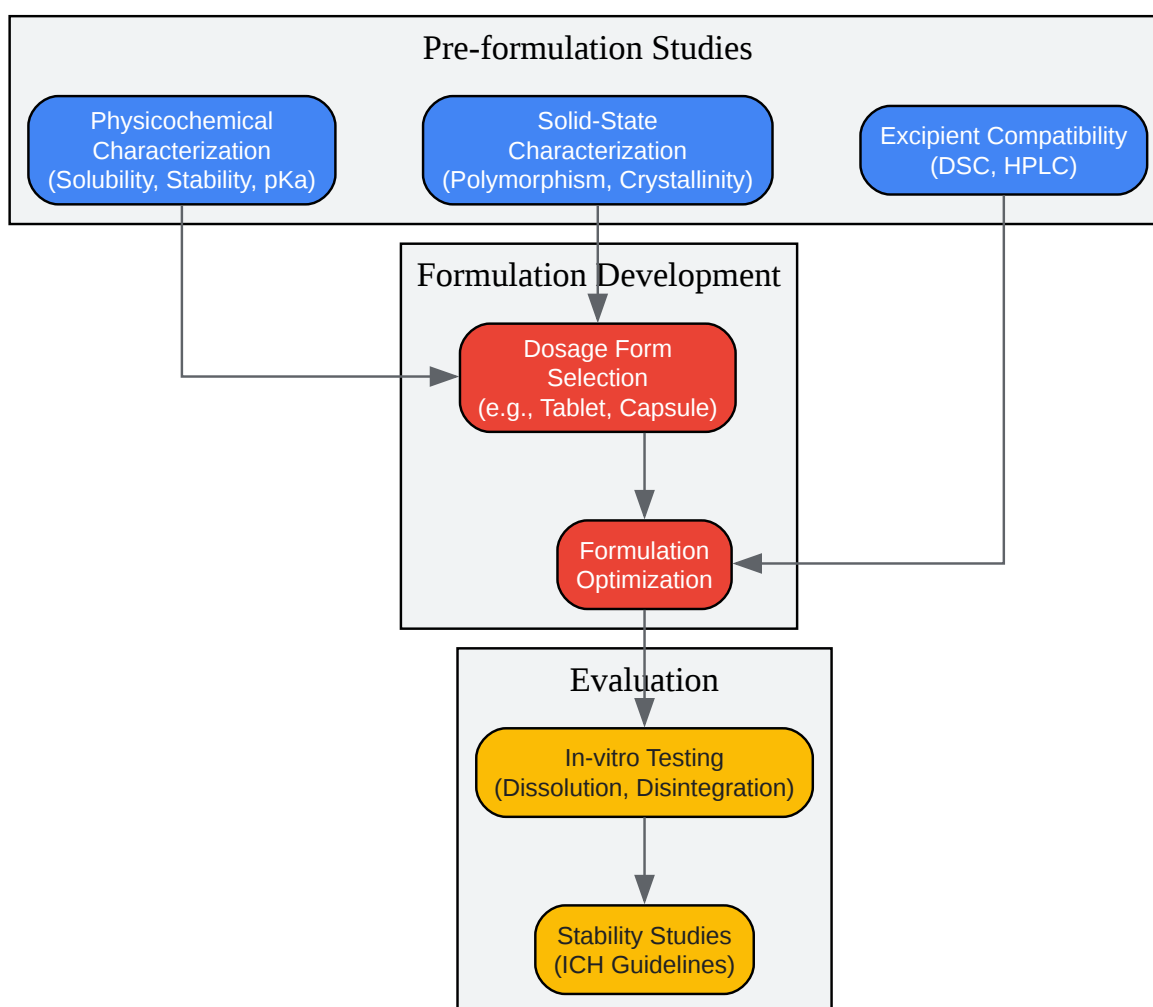 Pre-formulation Studies
Physicochemical
Characterization
(Solubility, Stability, pKa)
Solid-State
Characterization
(Polymorphism, Crystallinity)
Excipient Compatibility
(DSC, HPLC)
Formulation Development
Dosage Form
Selection
(e.g., Tablet, Capsule)
Formulation
Optimization
Evaluation
In-vitro Testing
(Dissolution, Disintegration)
Stability Studies
(ICH Guidelines)